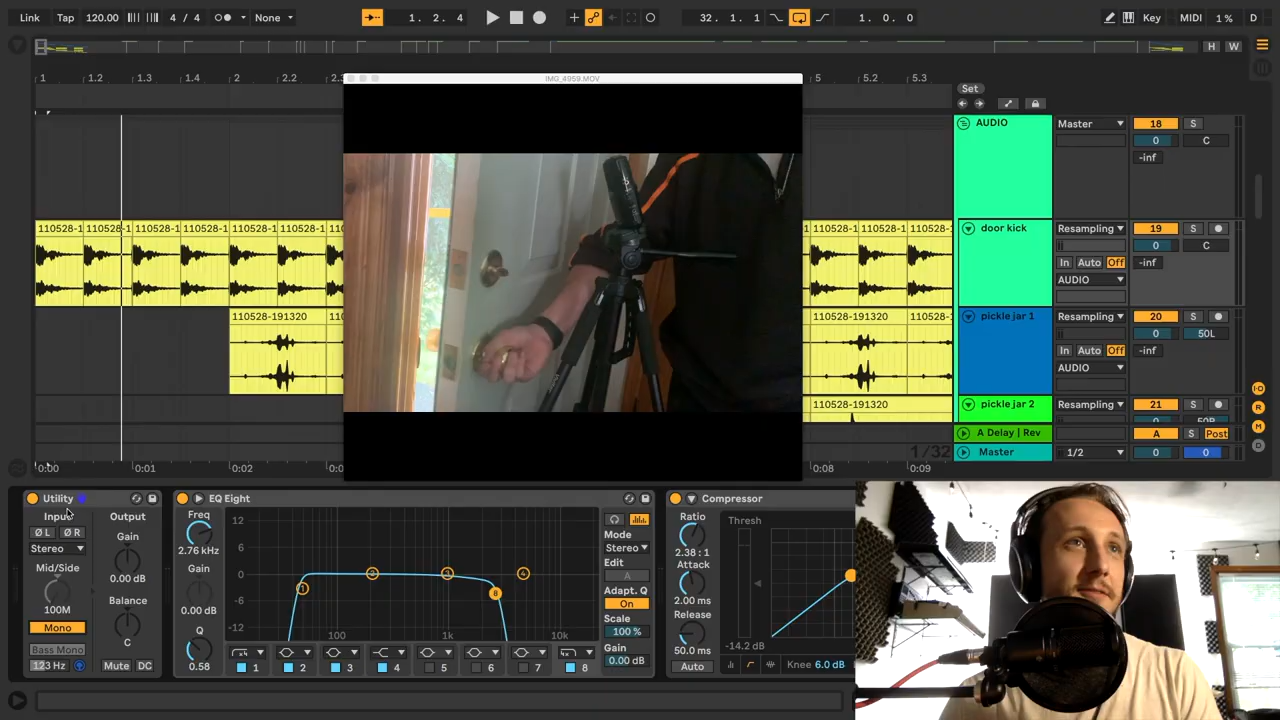 Link Tap 120.00 4 / 4 None 1. 2. 4 32. 1. 1 1. 0. 0 Key MIDI 1 % D
H W
1 1.2 1.3 1.4 2 2.2 2.3 5 5.2 5.3
IMG_4959.MOV
Set
AUDIO Master 18 S
0 C
-inf
110528-1 110528-1 110528-1 110528-1 110528-1 110528-1 110528-1 110528-1 110528-1
door kick Resampling 19 S
0 C
In Auto Off -inf
AUDIO
110528-191320 110528-191320 110528-1
pickle jar 1 Resampling 20 S
0 50L
In Auto Off -inf
AUDIO
110528-191320
pickle jar 2 Resampling 21 S
A Delay | Rev A S Post
1/32
Master 1/2 0 0
0:00 0:01 0:02 0:08 0:09
Utility
Input Output
Ø L Ø R
Gain
Stereo
Mid/Side 0.00 dB
Balance
100M
Mono C
Bass Mono
123 Hz Mute DC
EQ Eight
Freq
2.76 kHz
Gain
0.00 dB
Q
0.58
12
6
0
-6
-12
100 1k 10k
1 2 3 4 8
1 2 3 4 5 6 7 8
Mode
Stereo
Edit
A
Adapt. Q
On
Scale
100 %
Gain
0.00 dB
Compressor
Ratio
2.38 : 1
Attack
2.00 ms
Release
50.0 ms
Auto
Thresh
-14.2 dB
Knee 6.0 dB